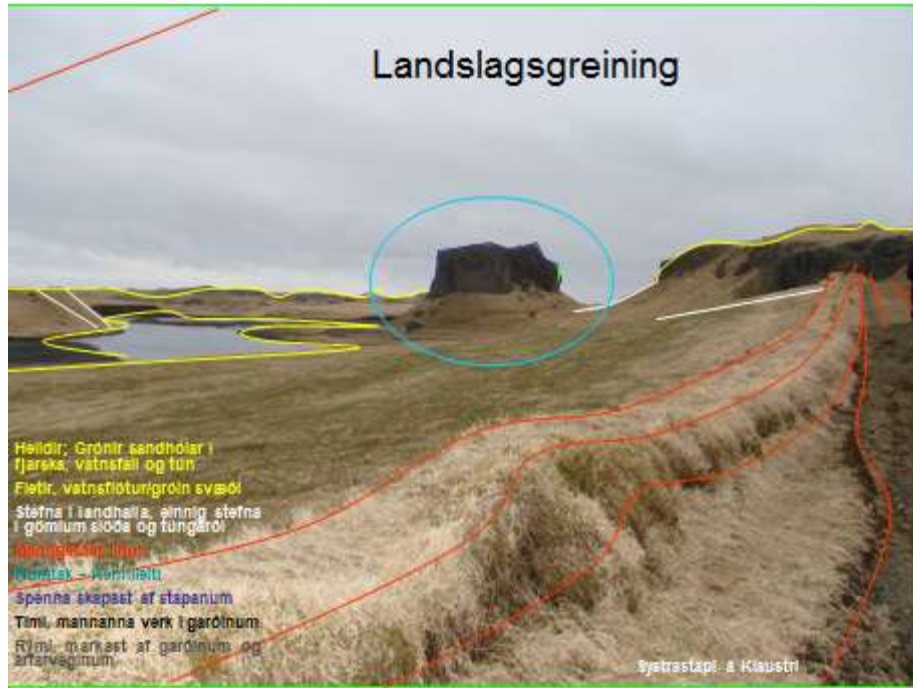 Landslagsgreining
Heildir; Grónir sandhólar í
fjarska, vatnsfall og tún
Fletir, vatnsflötur/gróin svæði
Stefna í landhalla, einnig stefna
í gömlum slóða og túngarði
Spenna skapast af stapanum
Tími, mannanna verk í garðinum
Rými, markast af garðinum og
árfarveginum
Systrastapi á Klaustri